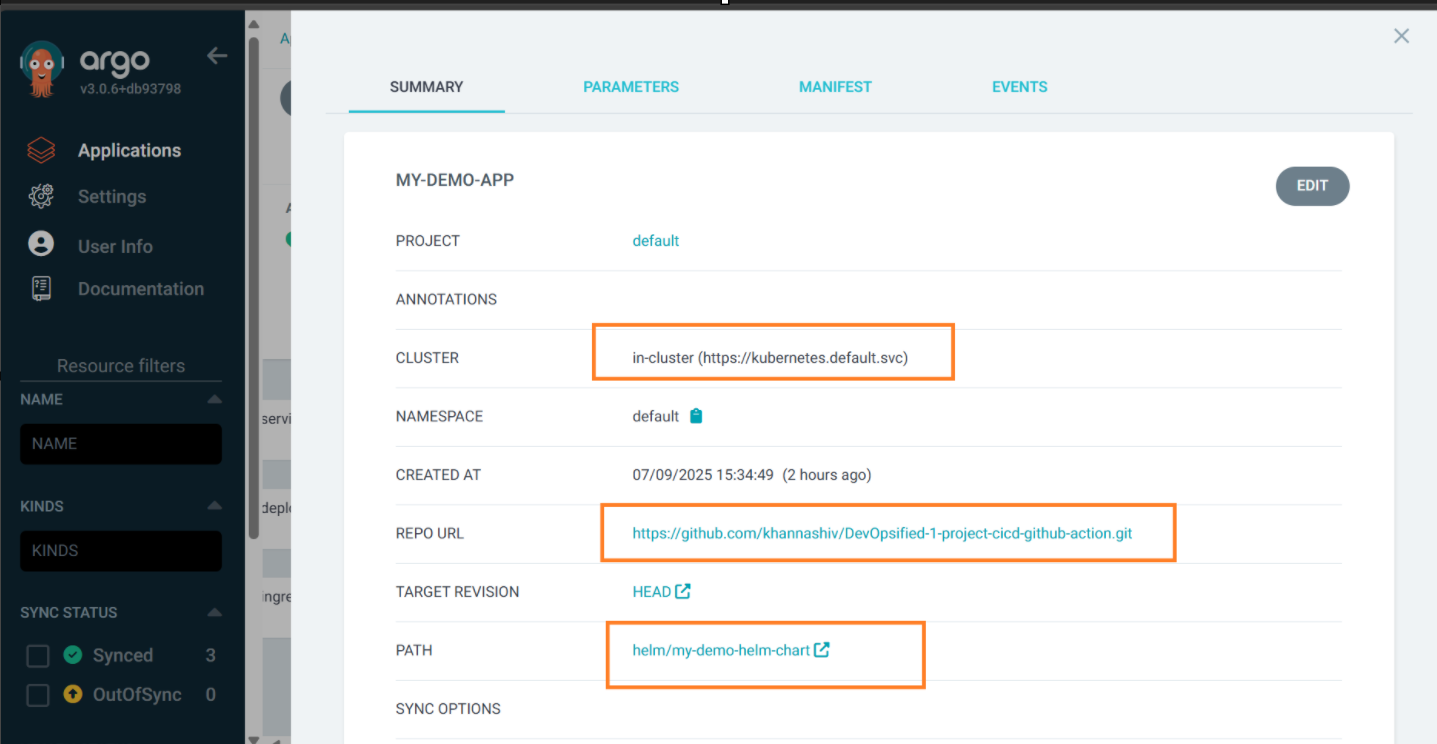 argo
v3.0.6+db93798
Applications
Settings
User Info
Documentation
Resource filters
NAME
NAME
KINDS
KINDS
SYNC STATUS
Synced 3
OutOfSync 0
SUMMARY PARAMETERS MANIFEST EVENTS
MY-DEMO-APP
EDIT
PROJECT default
ANNOTATIONS
CLUSTER in-cluster (https://kubernetes.default.svc)
NAMESPACE default
CREATED AT 07/09/2025 15:34:49 (2 hours ago)
REPO URL https://github.com/khannashiv/DevOpsified-1-project-cicd-github-action.git
TARGET REVISION HEAD
PATH helm/my-demo-helm-chart
SYNC OPTIONS